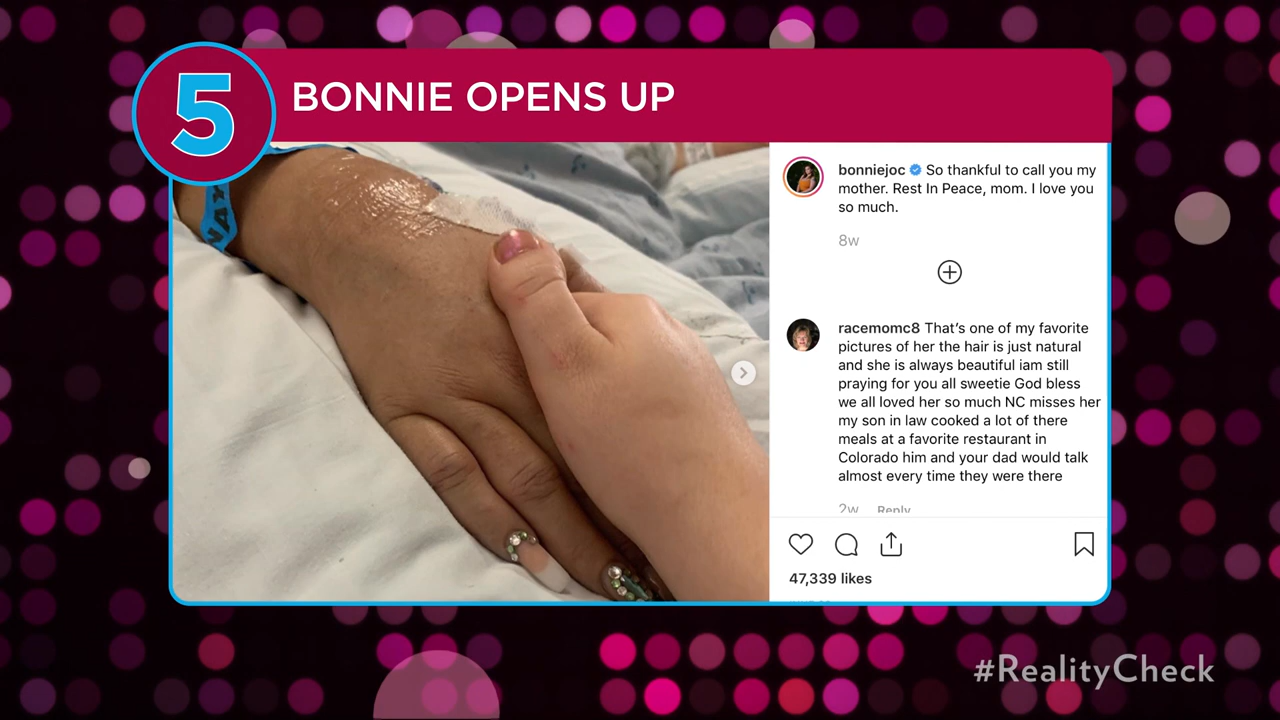 5
BONNIE OPENS UP
bonniejoc So thankful to call you my
mother. Rest In Peace, mom. I love you
so much.
8w
racemomc8 That's one of my favorite
pictures of her the hair is just natural
and she is always beautiful iam still
praying for you all sweetie God bless
we all loved her so much NC misses her
my son in law cooked a lot of there
meals at a favorite restaurant in
Colorado him and your dad would talk
almost every time they were there
2w Reply
47,339 likes
#RealityCheck